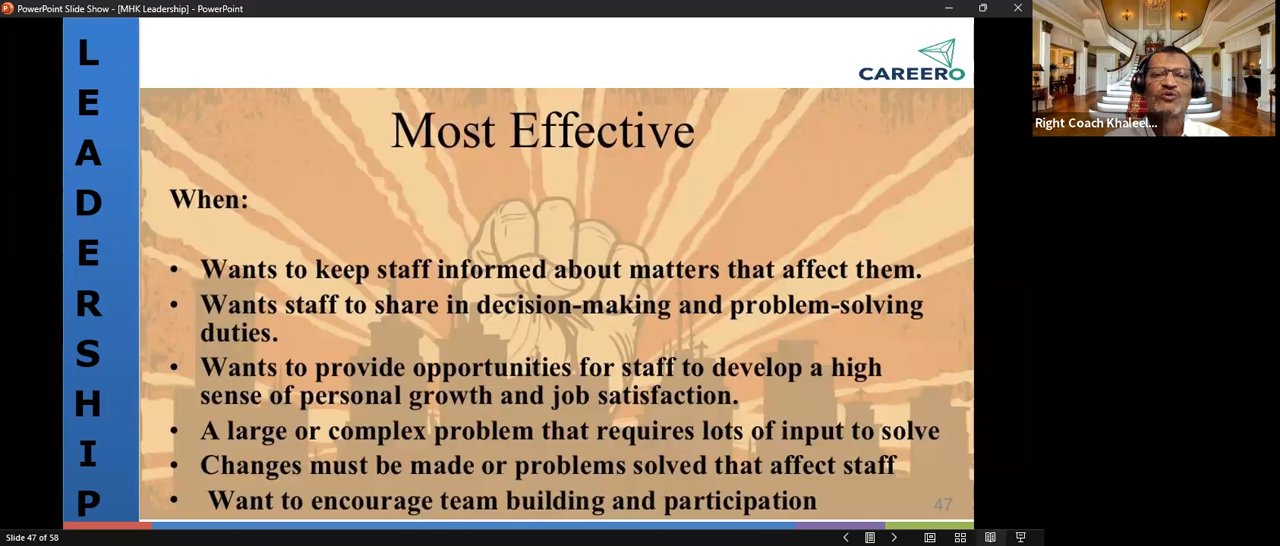 PowerPoint Slide Show - [MHK Leadership] - PowerPoint
L
E
A
D
E
R
S
H
I
P
CAREERO
Most Effective
When:
• Wants to keep staff informed about matters that affect them.
• Wants staff to share in decision-making and problem-solving
duties.
• Wants to provide opportunities for staff to develop a high
sense of personal growth and job satisfaction.
• A large or complex problem that requires lots of input to solve
• Changes must be made or problems solved that affect staff
• Want to encourage team building and participation
47
Right Coach Khaleel...
Slide 47 of 58